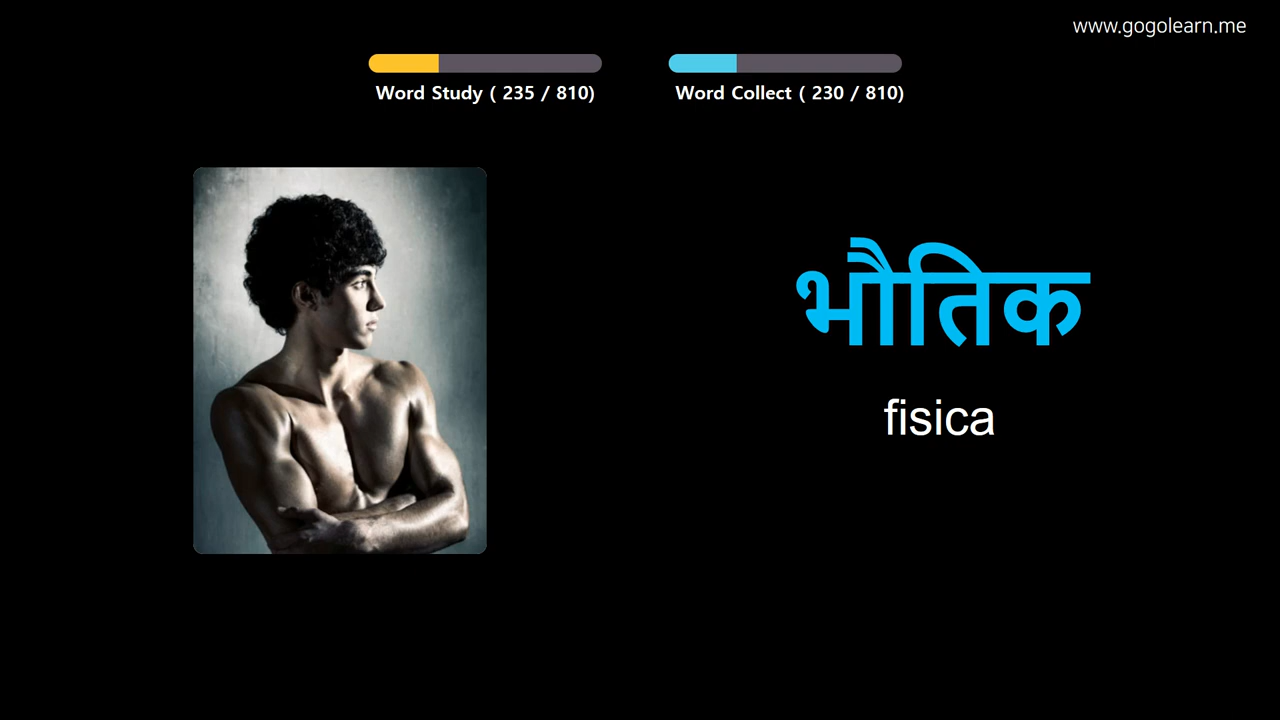 www.gogolearn.me
Word Study ( 235 / 810)
Word Collect ( 230 / 810)
भौतिक
fisica